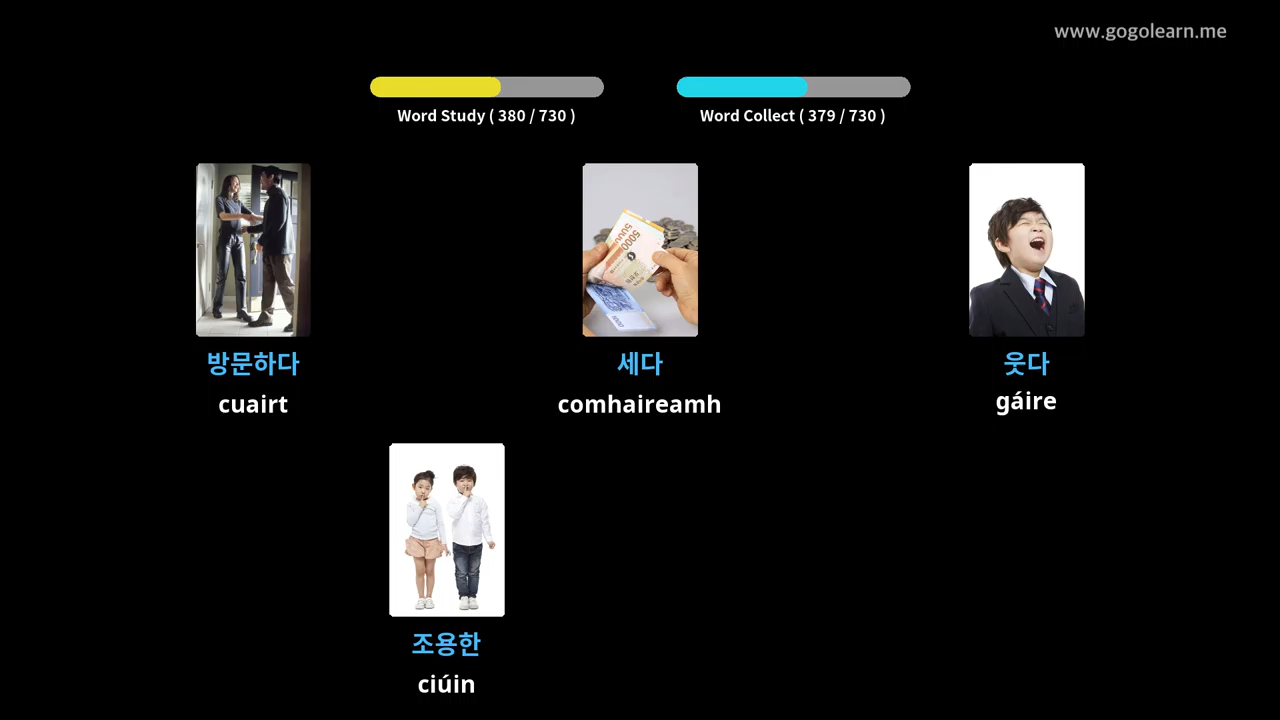 www.gogolearn.me
Word Study ( 380 / 730 )
Word Collect ( 379 / 730 )
방문하다
세다
웃다
cuairt
comhaireamh
gáire
조용한
ciúin